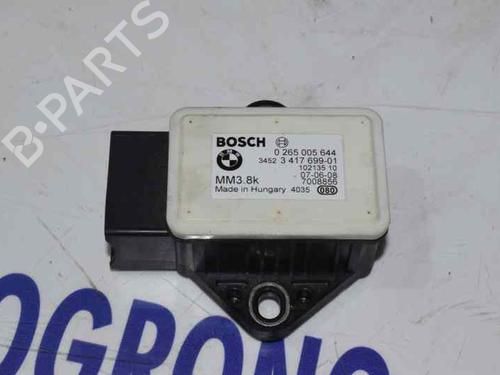 B-PARTS
BOSCH
0 265 005 644
3452 3 417 699-01
102135 10
07-06-08
MM3.8k
7008856
Made in Hungary 4035 080
OGRONO